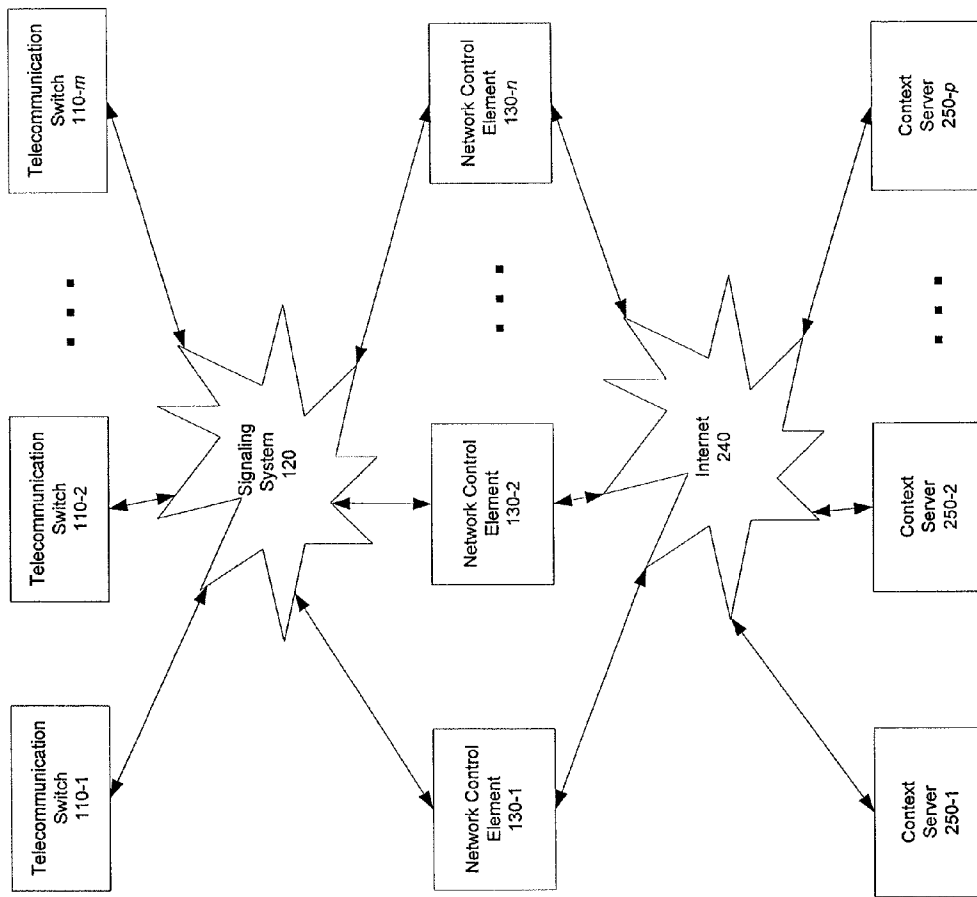 Telecommunication
Switch
110-1
Telecommunication
Switch
110-2
Telecommunication
Switch
110-m
Signaling
System
120
Network Control
Element
130-1
Network Control
Element
130-2
Network Control
Element
130-n
Internet
240
Context
Server
250-1
Context
Server
250-2
Context
Server
250-p